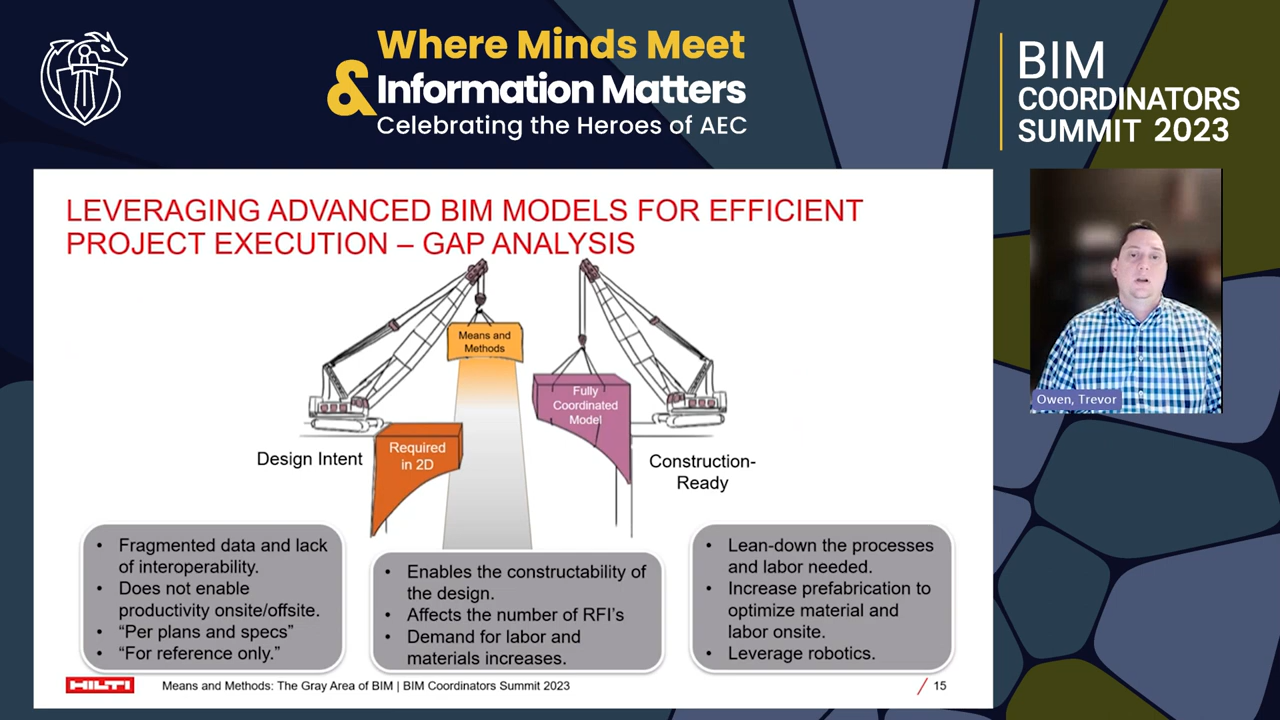 Where Minds Meet
& Information Matters
Celebrating the Heroes of AEC
BIM
COORDINATORS
SUMMIT 2023
LEVERAGING ADVANCED BIM MODELS FOR EFFICIENT
PROJECT EXECUTION – GAP ANALYSIS
Means and
Methods
Fully
Coordinated
Model
Required
in 2D
Design Intent
Construction-
Ready
• Fragmented data and lack
of interoperability.
• Does not enable
productivity onsite/offsite.
• “Per plans and specs”
• “For reference only.”
• Enables the constructability of
the design.
• Affects the number of RFI’s
• Demand for labor and
materials increases.
• Lean-down the processes
and labor needed.
• Increase prefabrication to
optimize material and
labor onsite.
• Leverage robotics.
HILTI
Means and Methods: The Gray Area of BIM | BIM Coordinators Summit 2023
/ 15
Owen, Trevor